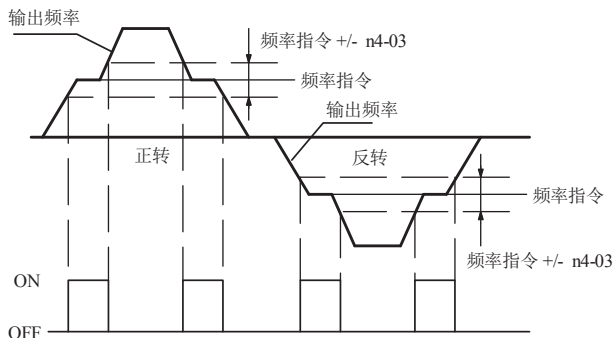 输出频率
频率指令 +/- n4-03
频率指令
输出频率
正转
反转
频率指令
频率指令 +/- n4-03
ON
OFF